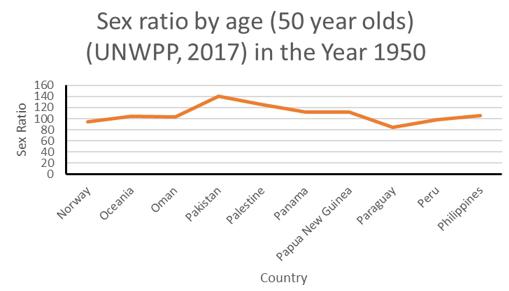 Sex ratio by age (50 year olds)
(UNWPP, 2017) in the Year 1950
Sex Ratio
160
140
120
100
80
60
40
20
0
Norway
Oceania
Oman
Pakistan
Palestine
Panama
Papua New Guinea
Paraguay
Peru
Philippines
Country